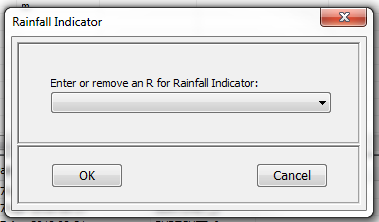 Rainfall Indicator
Enter or remove an R for Rainfall Indicator:
OK
Cancel